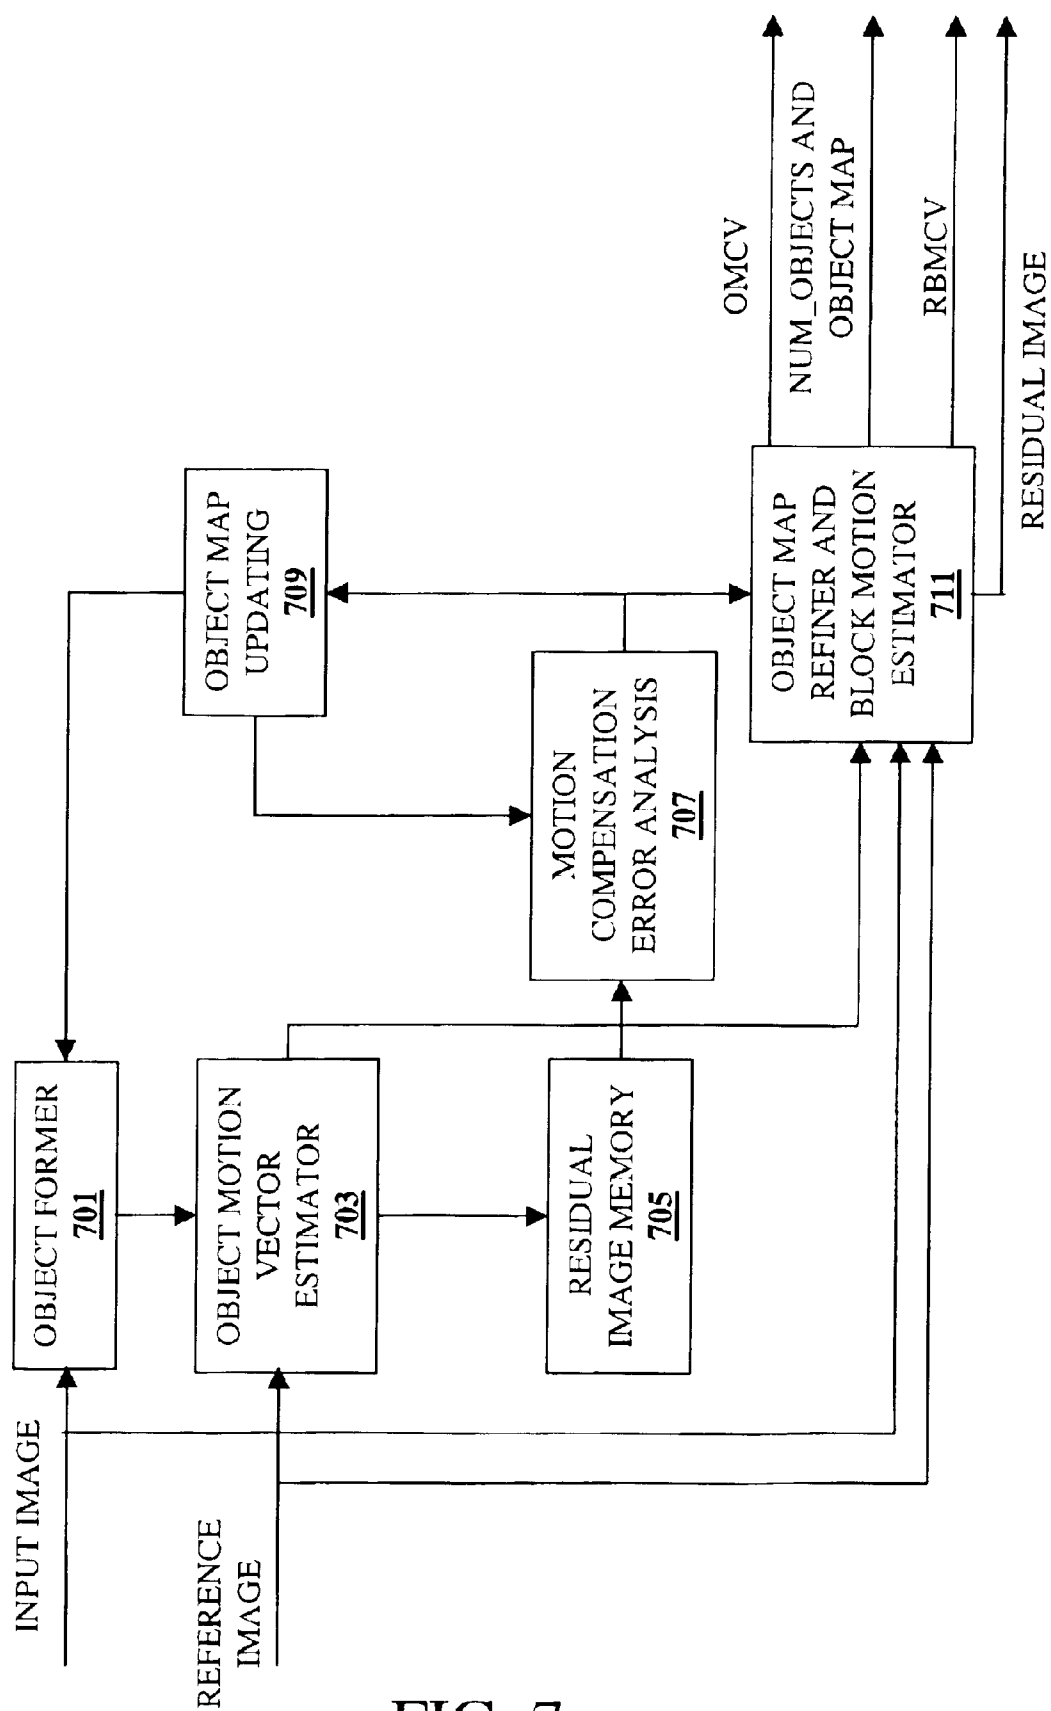 INPUT IMAGE
REFERENCE
IMAGE
OBJECT FORMER
701
OBJECT MOTION
VECTOR
ESTIMATOR
703
RESIDUAL
IMAGE MEMORY
705
MOTION
COMPENSATION
ERROR ANALYSIS
707
OBJECT MAP
UPDATING
709
OBJECT MAP
REFINER AND
BLOCK MOTION
ESTIMATOR
711
OMCV
NUM_OBJECTS AND
OBJECT MAP
RBMCV
RESIDUAL IMAGE
FIG. 7